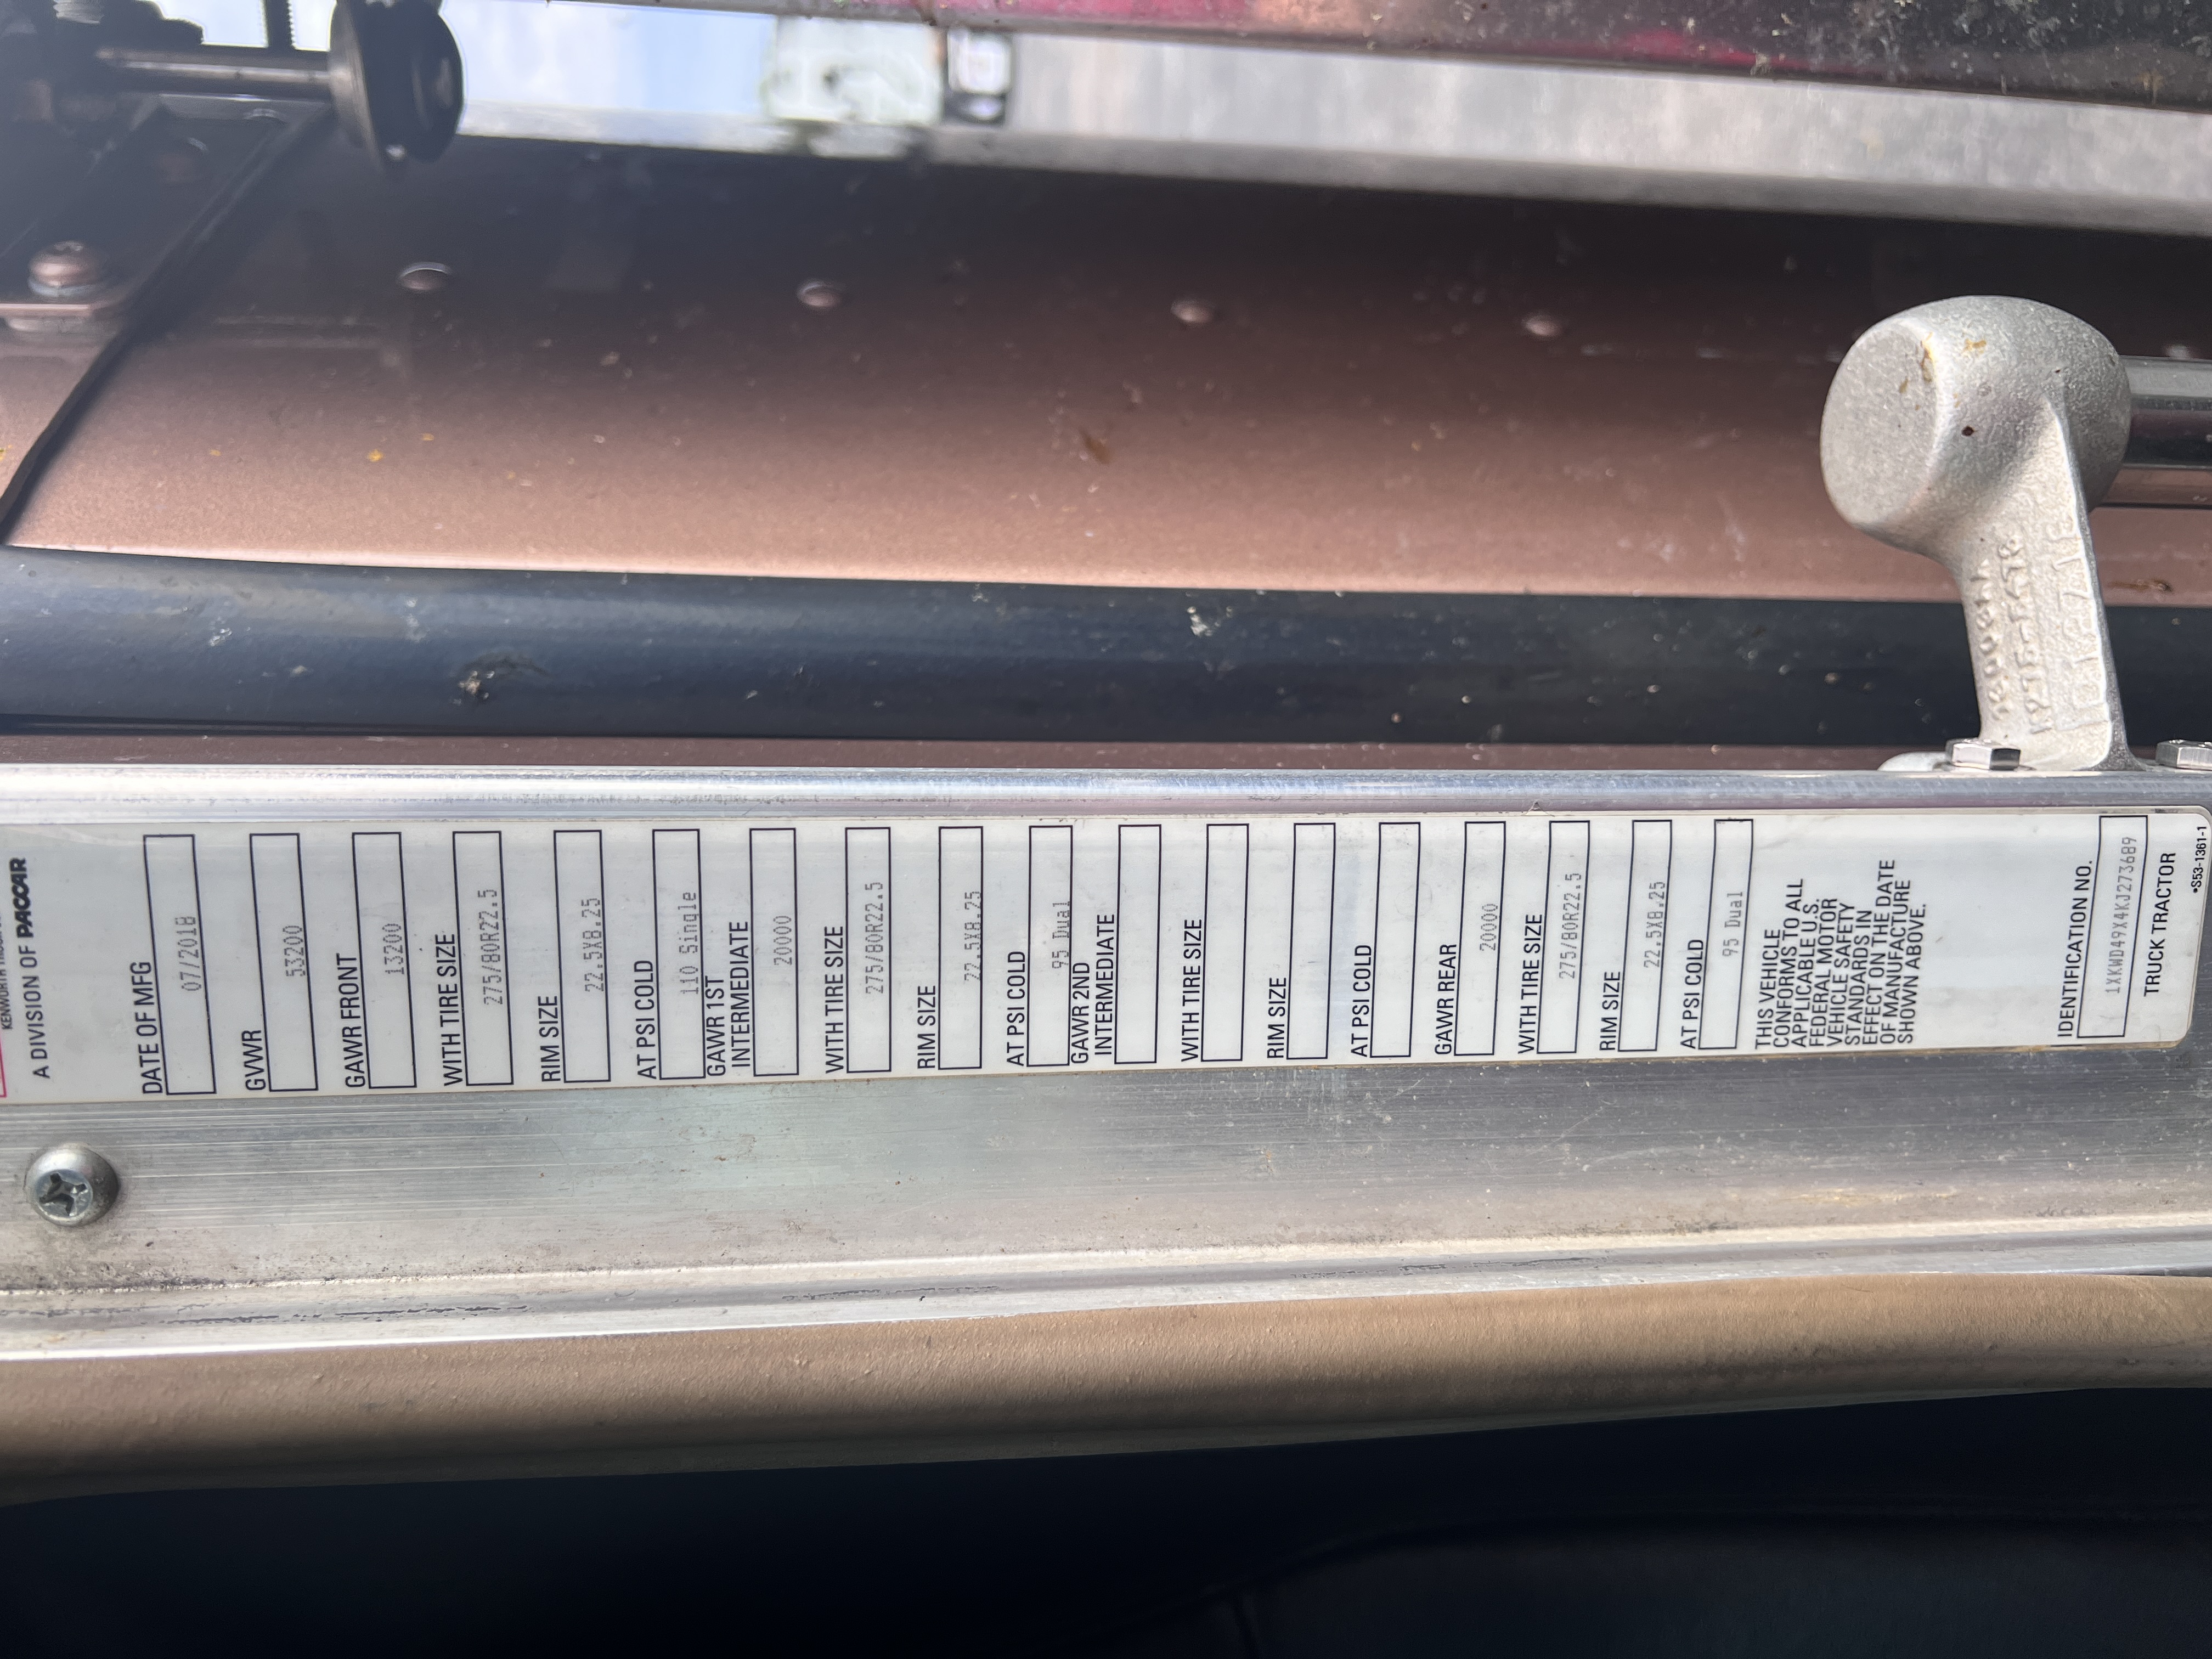 A DIVISION OF PACCAR
DATE OF MFG
07/2018
GVWR
53200
GAWR FRONT
13200
WITH TIRE SIZE
275/80R22.5
RIM SIZE
22.5X8.25
AT PSI COLD
110 Single
GAWR 1ST
INTERMEDIATE
20000
WITH TIRE SIZE
275/80R22.5
RIM SIZE
22.5X8.25
AT PSI COLD
95 Dual
GAWR 2ND
INTERMEDIATE
WITH TIRE SIZE
RIM SIZE
AT PSI COLD
GAWR REAR
20000
WITH TIRE SIZE
275/80R22.5
RIM SIZE
22.5X8.25
AT PSI COLD
95 Dual
THIS VEHICLE
CONFORMS TO ALL
APPLICABLE U.S.
FEDERAL MOTOR
VEHICLE SAFETY
STANDARDS IN
EFFECT ON THE DATE
OF MANUFACTURE
SHOWN ABOVE.
IDENTIFICATION NO.
1XKWD49X4KJ273689
TRUCK TRACTOR
•S53-1361-1